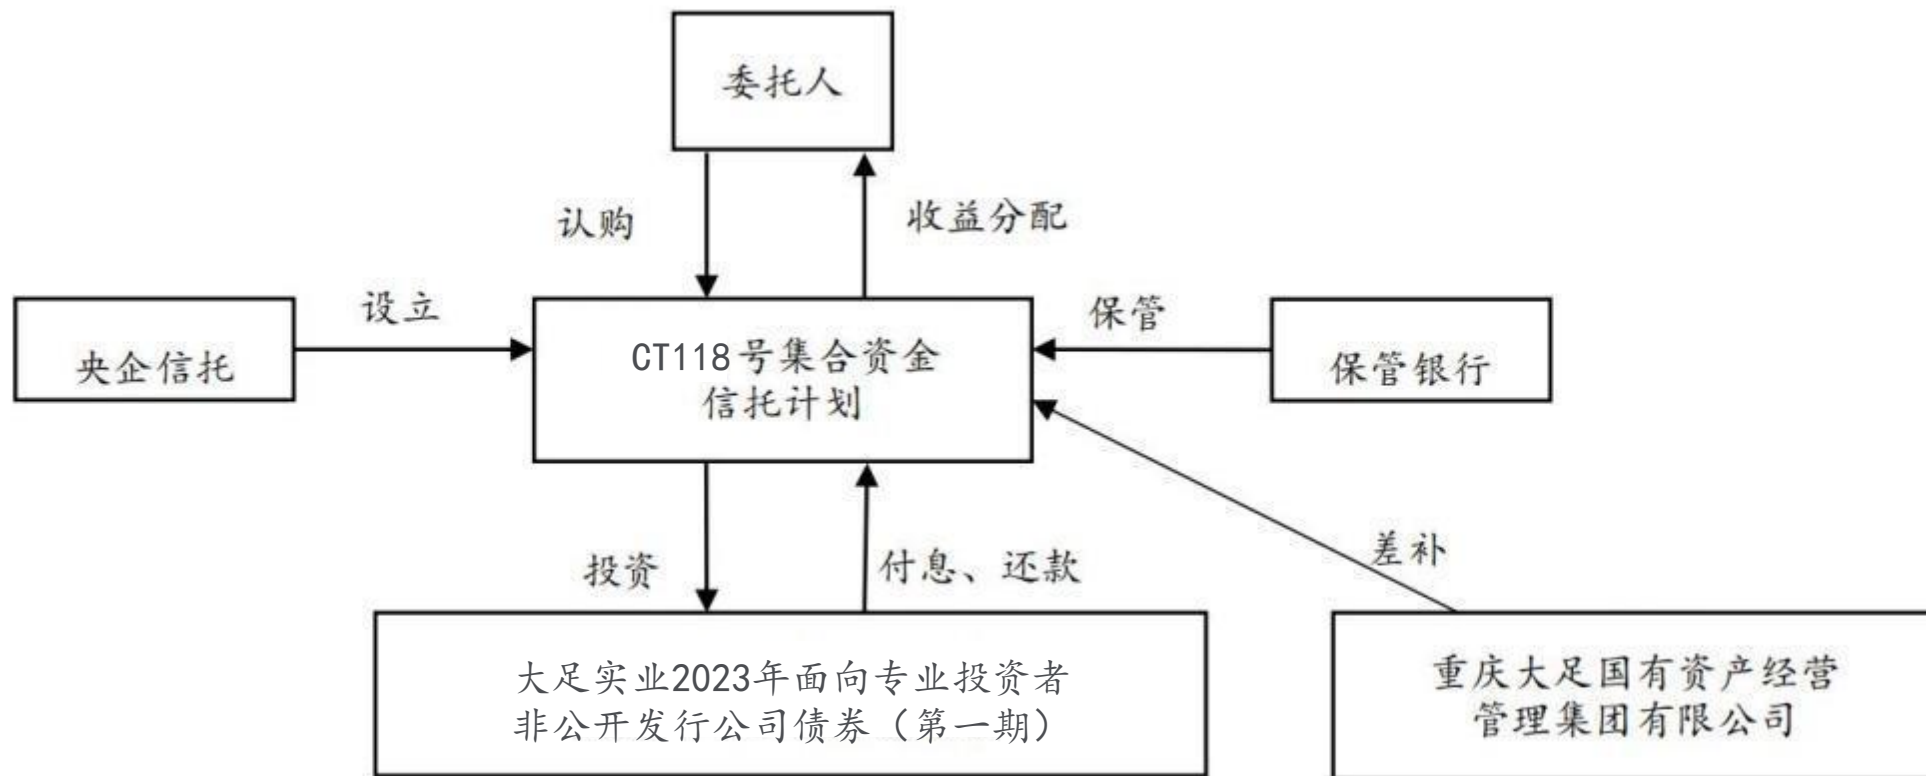 委托人
认购
收益分配
设立
保管
央企信托
CT118号集合资金
信托计划
保管银行
差补
投资
付息、还款
大足实业2023年面向专业投资者
非公开发行公司债券（第一期）
重庆大足国有资产经营
管理集团有限公司